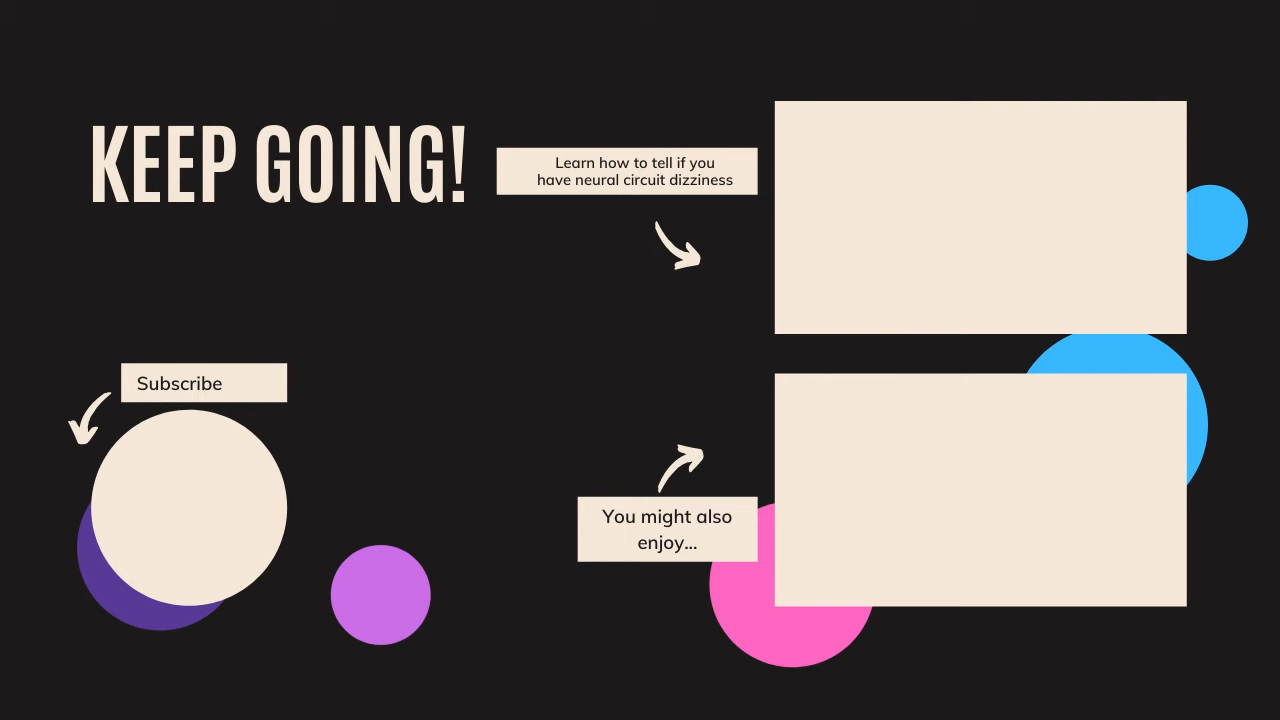 KEEP GOING!
Learn how to tell if you
have neural circuit dizziness
Subscribe
You might also
enjoy...